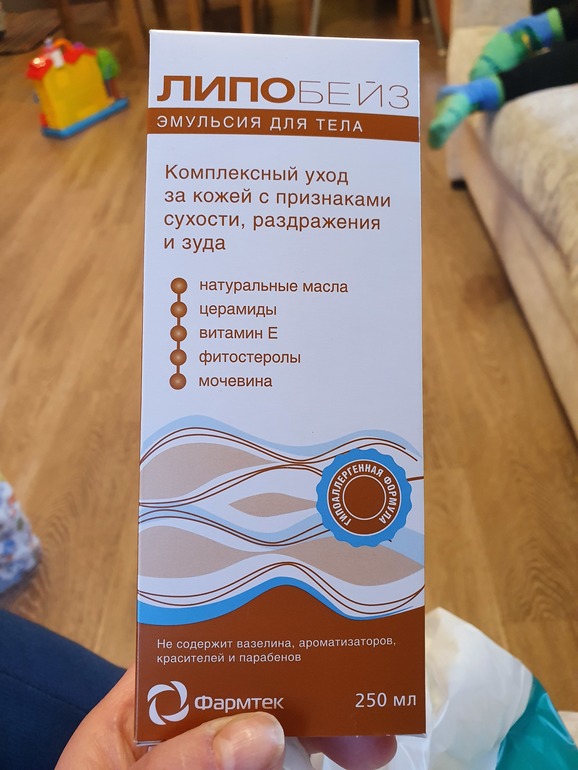 ЛИПОБЕЙЗ
ЭМУЛЬСИЯ ДЛЯ ТЕЛА
Комплексный уход
за кожей с признаками
сухости, раздражения
и зуда
натуральные масла
церамиды
витамин Е
фитостеролы
мочевина
ГИПОАЛЛЕРГЕННАЯ ФОРМУЛА
Не содержит вазелина, ароматизаторов,
красителей и парабенов
Фармтек
250 мл